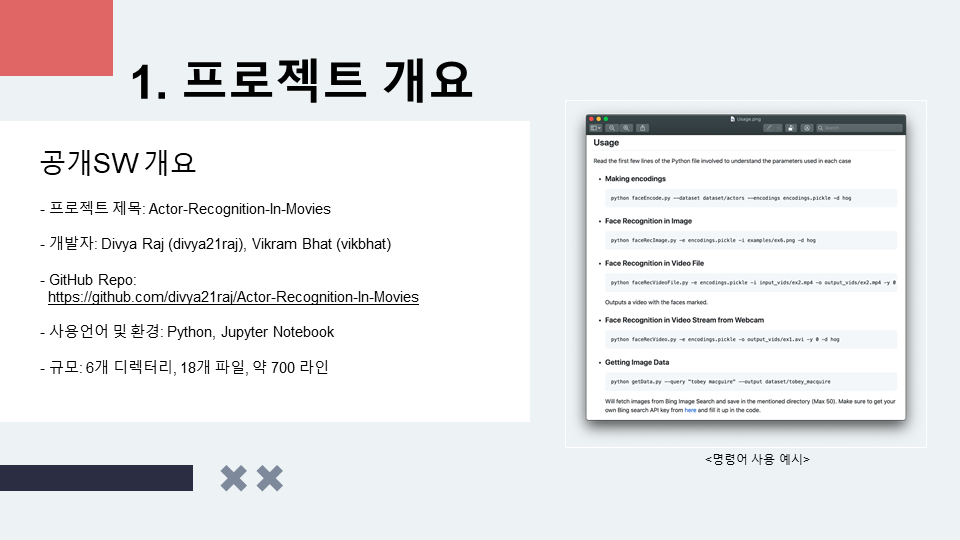 1. 프로젝트 개요
공개SW 개요
- 프로젝트 제목: Actor-Recognition-In-Movies
- 개발자: Divya Raj (divya21raj), Vikram Bhat (vikbhat)
- GitHub Repo:
https://github.com/divya21raj/Actor-Recognition-In-Movies
- 사용언어 및 환경: Python, Jupyter Notebook
- 규모: 6개 디렉터리, 18개 파일, 약 700 라인
Usage.png
Search
Usage
Read the first few lines of the Python file involved to understand the parameters used in each case
• Making encodings
python faceEncode.py --dataset dataset/actors --encodings encodings.pickle -d hog
• Face Recognition in Image
python faceRecImage.py -e encodings.pickle -i examples/ex6.png -d hog
• Face Recognition in Video File
python faceRecVideoFile.py -e encodings.pickle -i input_vids/ex2.mp4 -o output_vids/ex2.mp4 -y 0
Outputs a video with the faces marked.
• Face Recognition in Video Stream from Webcam
python faceRecVideo.py -e encodings.pickle -o output_vids/ex1.avi -y 0 -d hog
• Getting Image Data
python getData.py --query "tobey macguire" --output dataset/tobey_macquire
Will fetch images from Bing Image Search and save in the mentioned directory (Max 50). Make sure to get your
own Bing search API key from here and fill it up in the code.
<명령어 사용 예시>